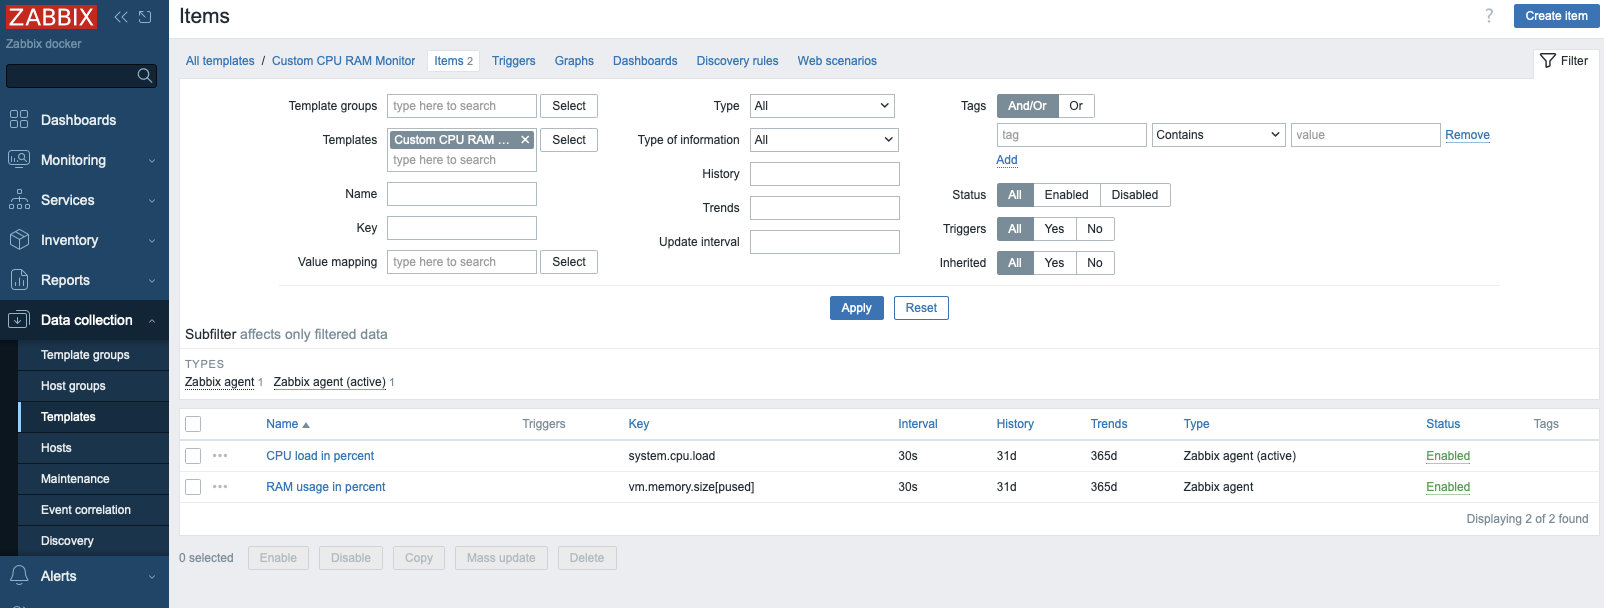 ZABBIX
Zabbix docker
Dashboards
Monitoring
Services
Inventory
Reports
Data collection
Template groups
Host groups
Templates
Hosts
Maintenance
Event correlation
Discovery
Alerts
Items
? Create item
All templates / Custom CPU RAM Monitor Items 2 Triggers Graphs Dashboards Discovery rules Web scenarios Filter
Template groups type here to search Select
Templates Custom CPU RAM ... Select
type here to search
Name
Key
Value mapping type here to search Select
Type All
Type of information All
History
Trends
Update interval
Tags And/Or Or
tag Contains value Remove
Add
Status All Enabled Disabled
Triggers All Yes No
Inherited All Yes No
Apply Reset
Subfilter affects only filtered data
TYPES
Zabbix agent 1 Zabbix agent (active) 1
Name Triggers Key Interval History Trends Type Status Tags
CPU load in percent system.cpu.load 30s 31d 365d Zabbix agent (active) Enabled
RAM usage in percent vm.memory.size[pused] 30s 31d 365d Zabbix agent Enabled
Displaying 2 of 2 found
0 selected Enable Disable Copy Mass update Delete